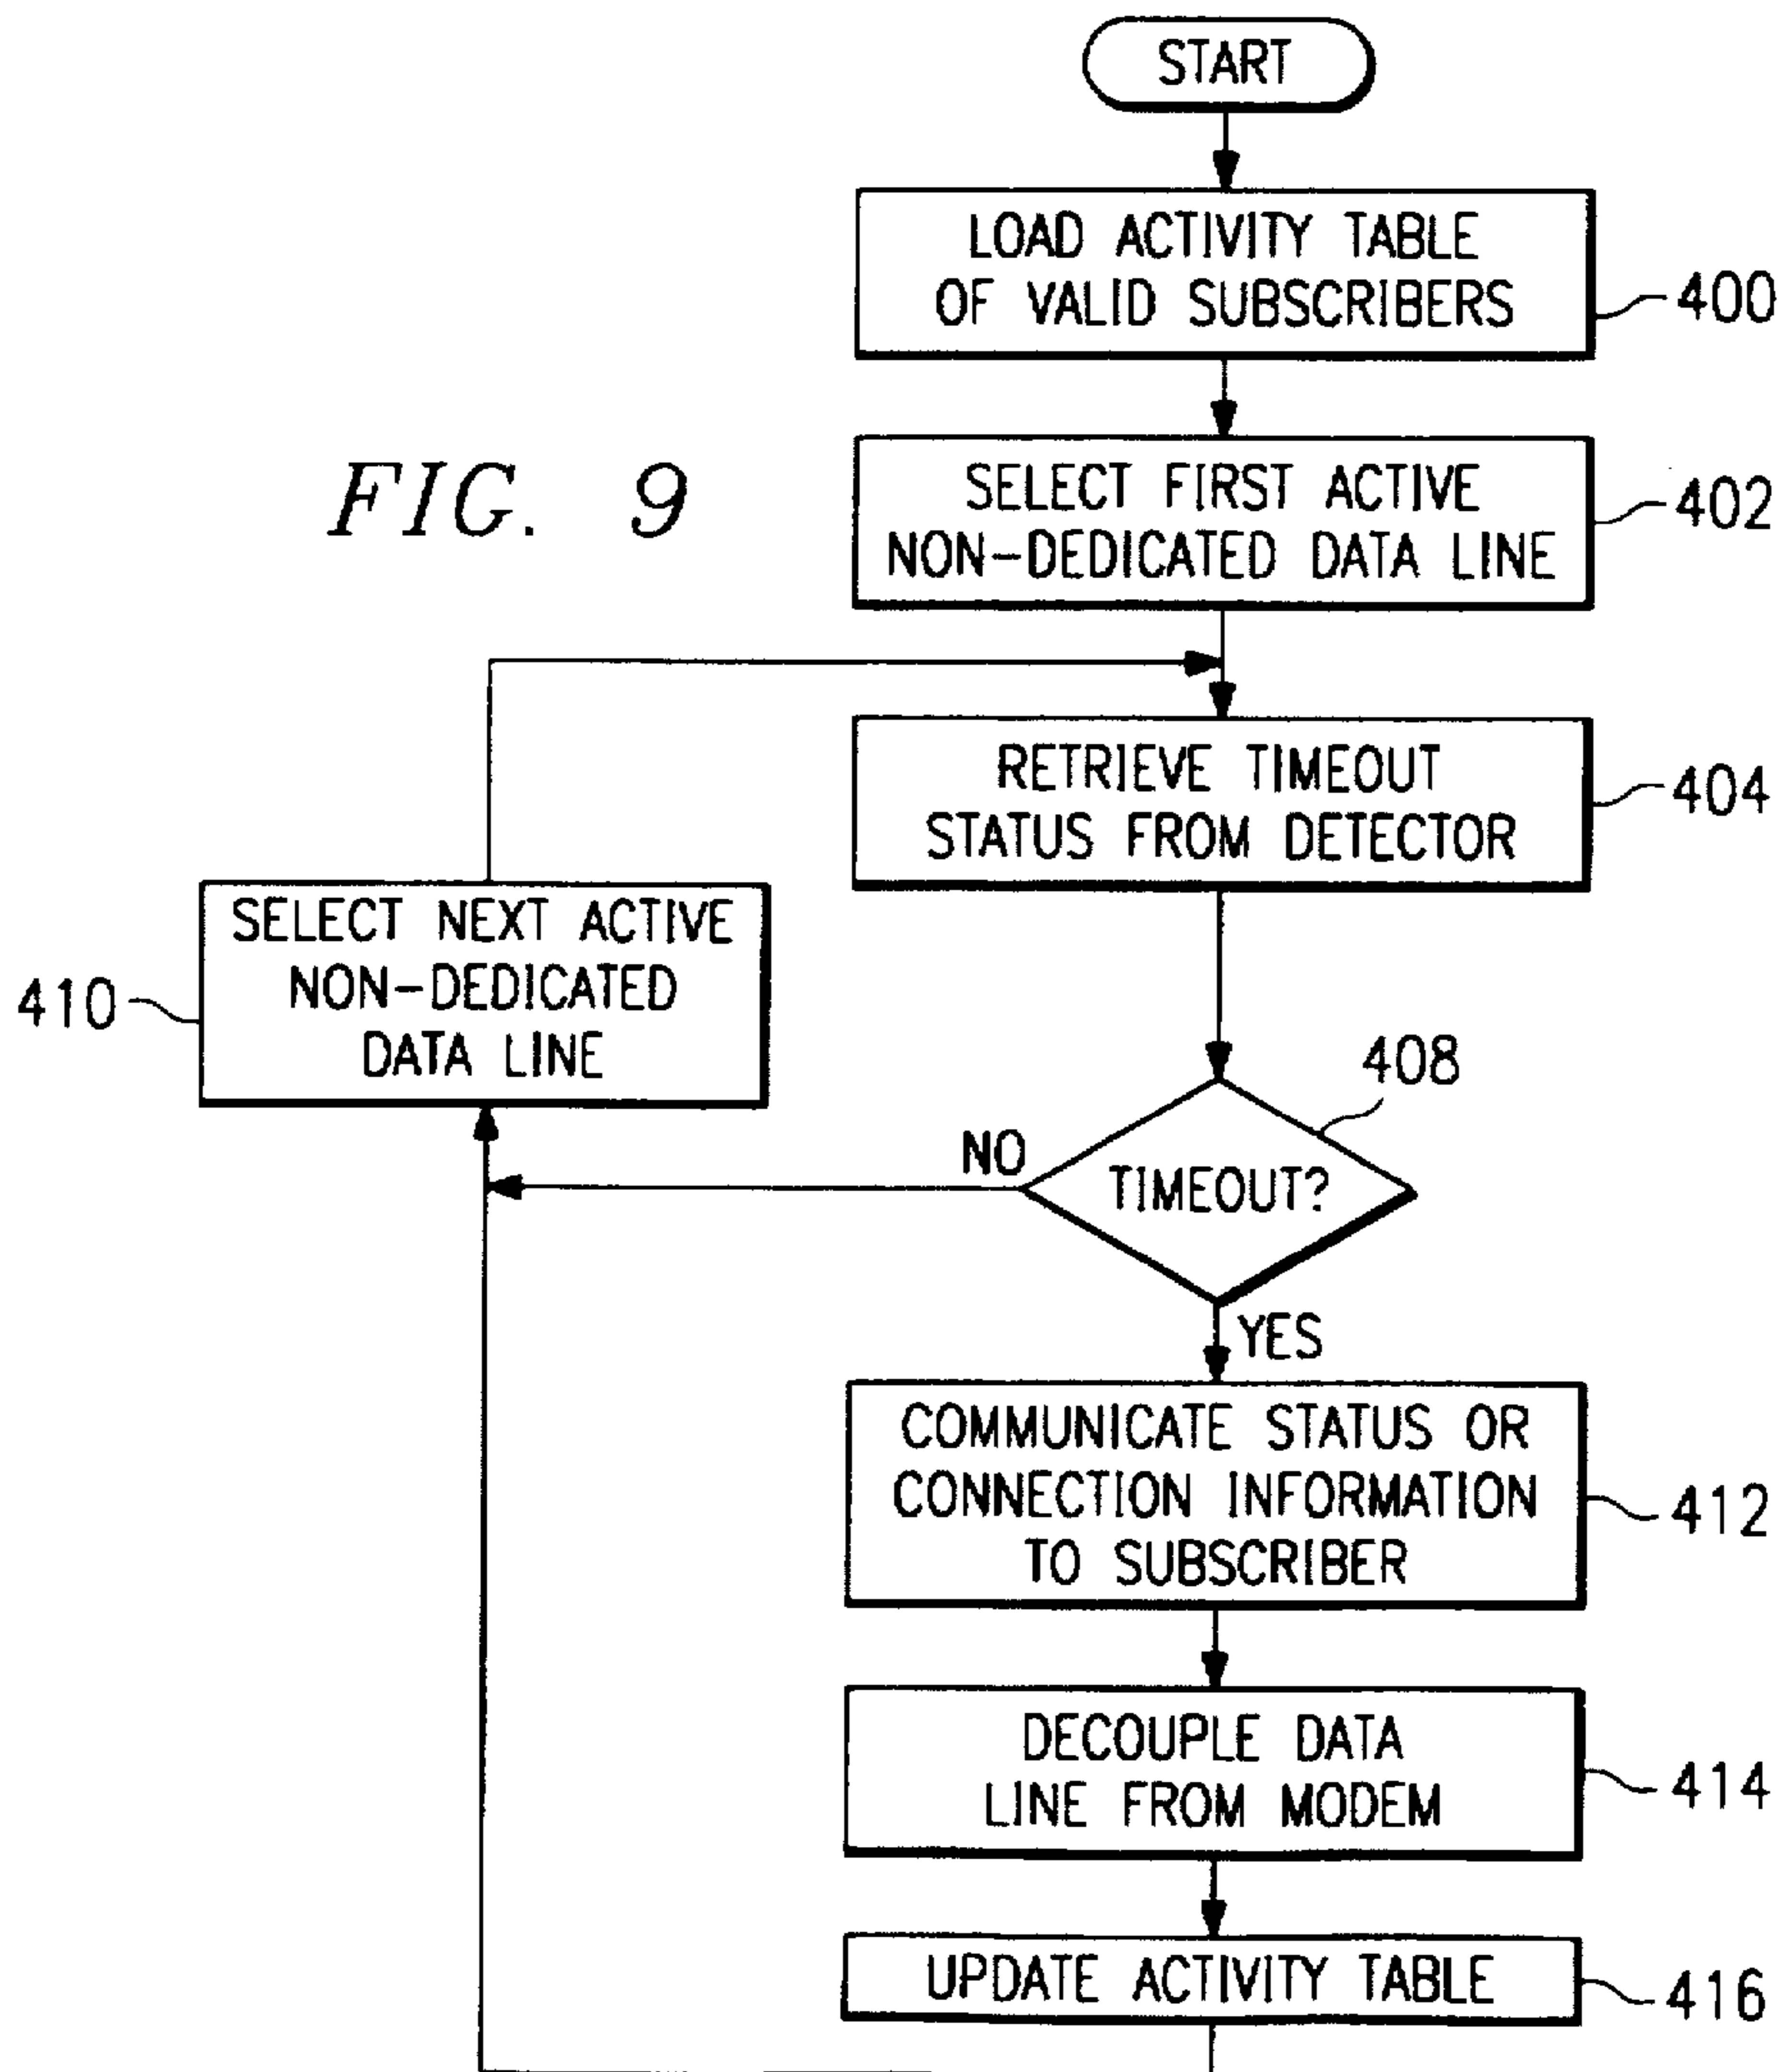 START
LOAD ACTIVITY TABLE
OF VALID SUBSCRIBERS
400
FIG. 9
SELECT FIRST ACTIVE
NON-DEDICATED DATA LINE
402
RETRIEVE TIMEOUT
STATUS FROM DETECTOR
404
SELECT NEXT ACTIVE
NON-DEDICATED
DATA LINE
410
408
NO
TIMEOUT?
YES
COMMUNICATE STATUS OR
CONNECTION INFORMATION
TO SUBSCRIBER
412
DECOUPLE DATA
LINE FROM MODEM
414
UPDATE ACTIVITY TABLE
416